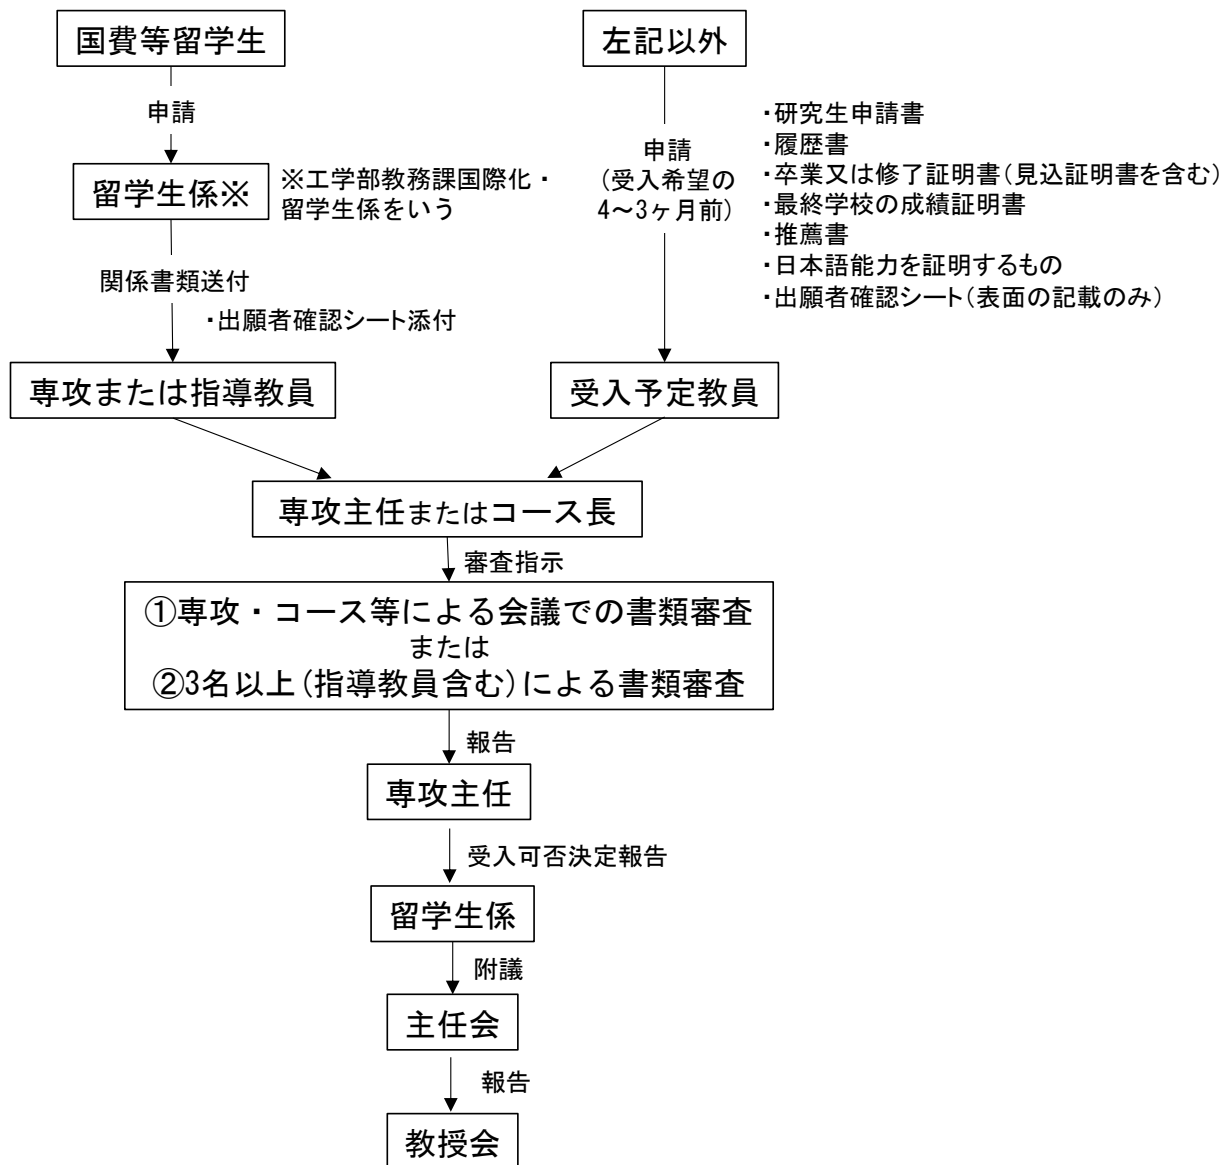 国費等留学生
左記以外
申請
申請
(受入希望の
4～3ヶ月前)
・研究生申請書
・履歴書
・卒業又は修了証明書(見込証明書を含む)
・最終学校の成績証明書
・推薦書
・日本語能力を証明するもの
・出願者確認シート(表面の記載のみ)
留学生係※
※工学部教務課国際化・
留学生係をいう
関係書類送付
・出願者確認シート添付
専攻または指導教員
受入予定教員
専攻主任またはコース長
審査指示
①専攻・コース等による会議での書類審査
または
②3名以上(指導教員含む)による書類審査
報告
専攻主任
受入可否決定報告
留学生係
附議
主任会
報告
教授会